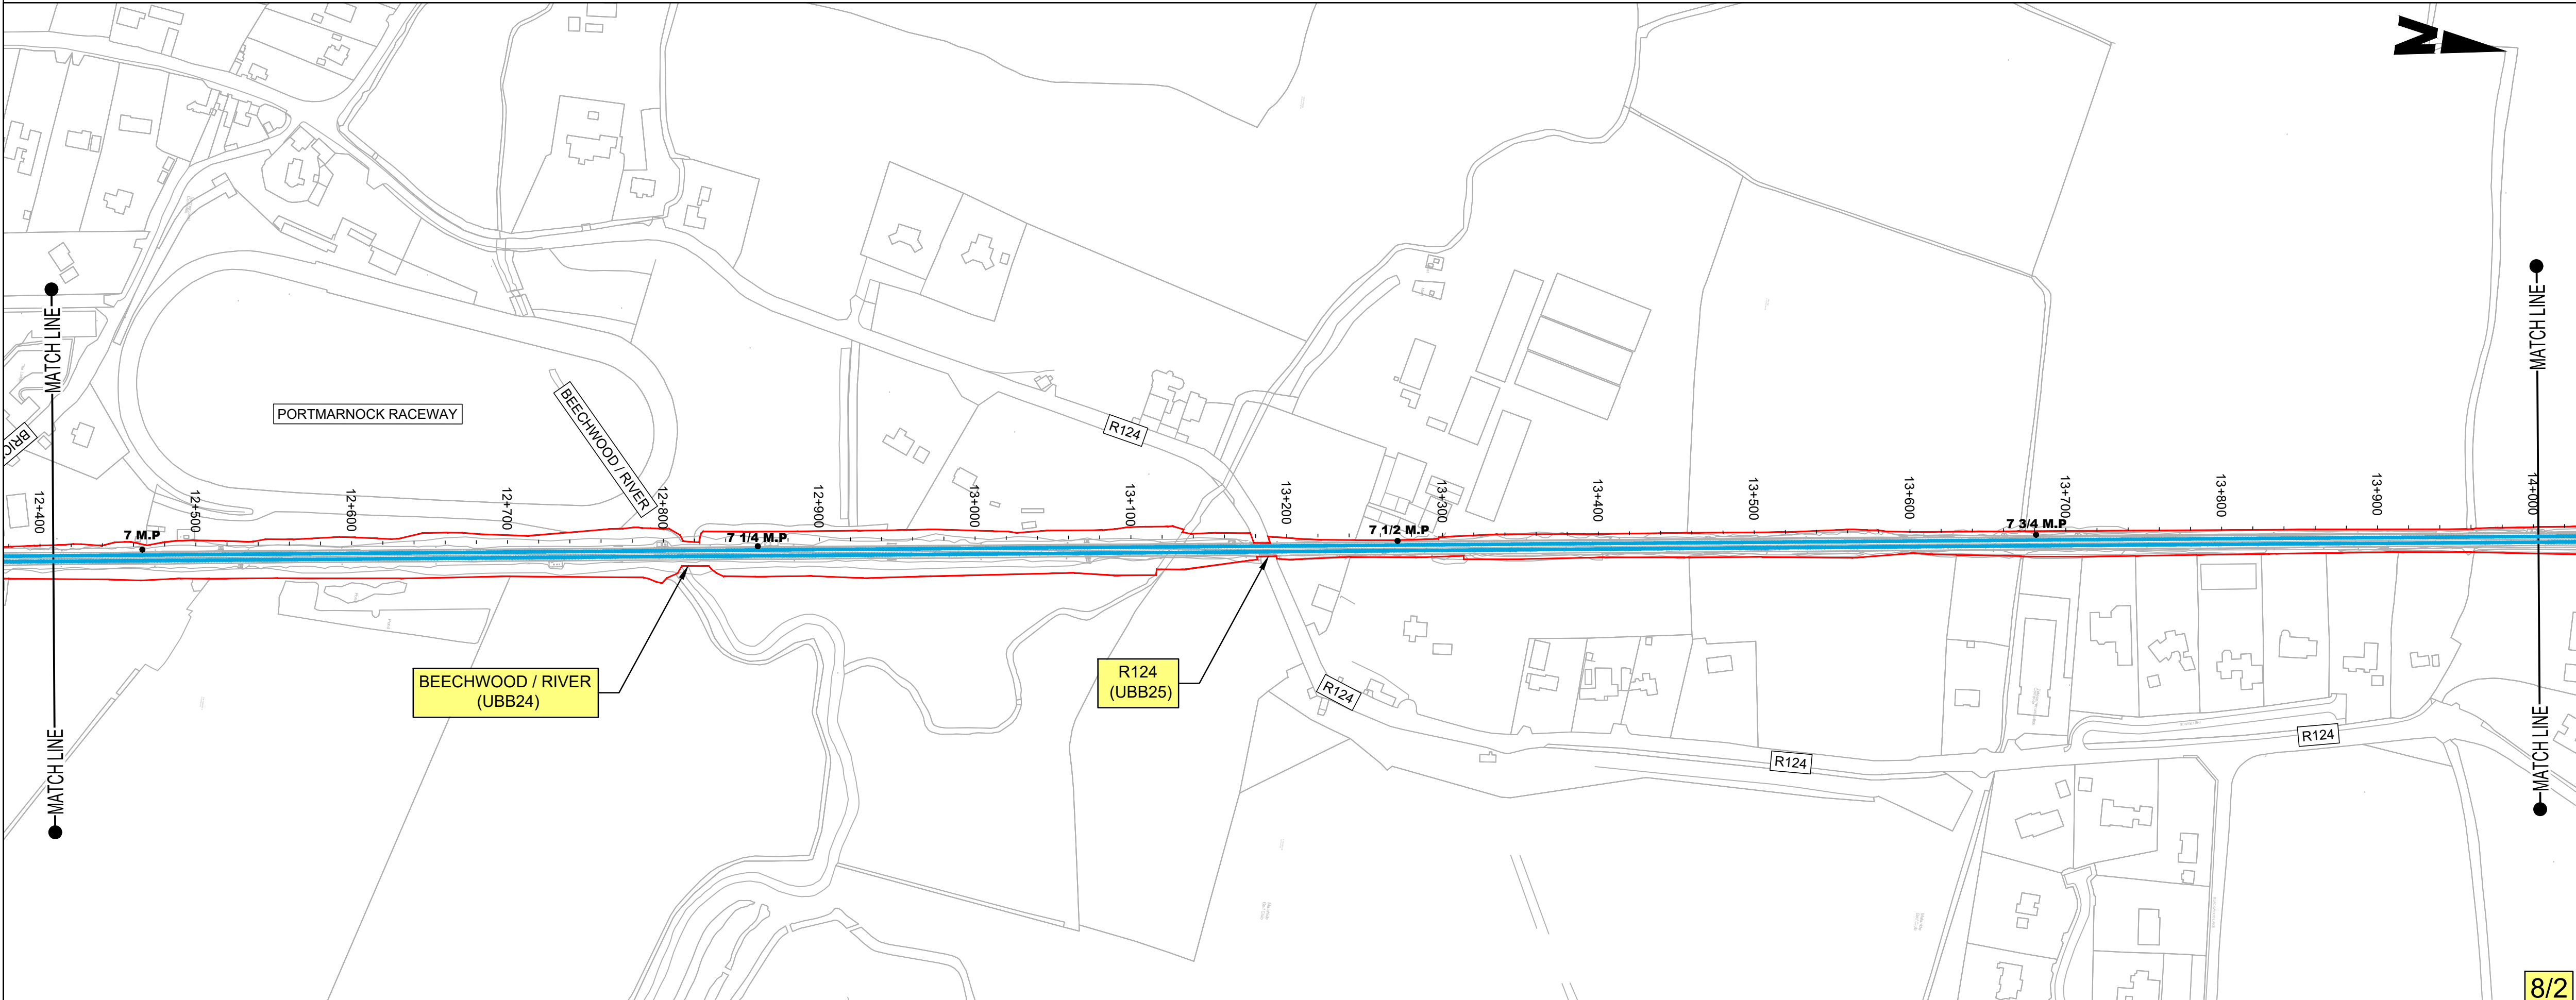 N
MATCH LINE
MATCH LINE
PORTMARNOCK RACEWAY
BEECHWOOD / RIVER
R124
12+400
12+500
12+600
12+700
12+800
12+900
13+000
13+100
13+200
13+300
13+400
13+500
13+600
13+700
13+800
13+900
14+000
7 M.P
7 1/4 M.P
7 1/2 M.P
7 3/4 M.P
BEECHWOOD / RIVER
(UBB24)
R124
(UBB25)
R124
R124
R124
MATCH LINE
MATCH LINE
8/2